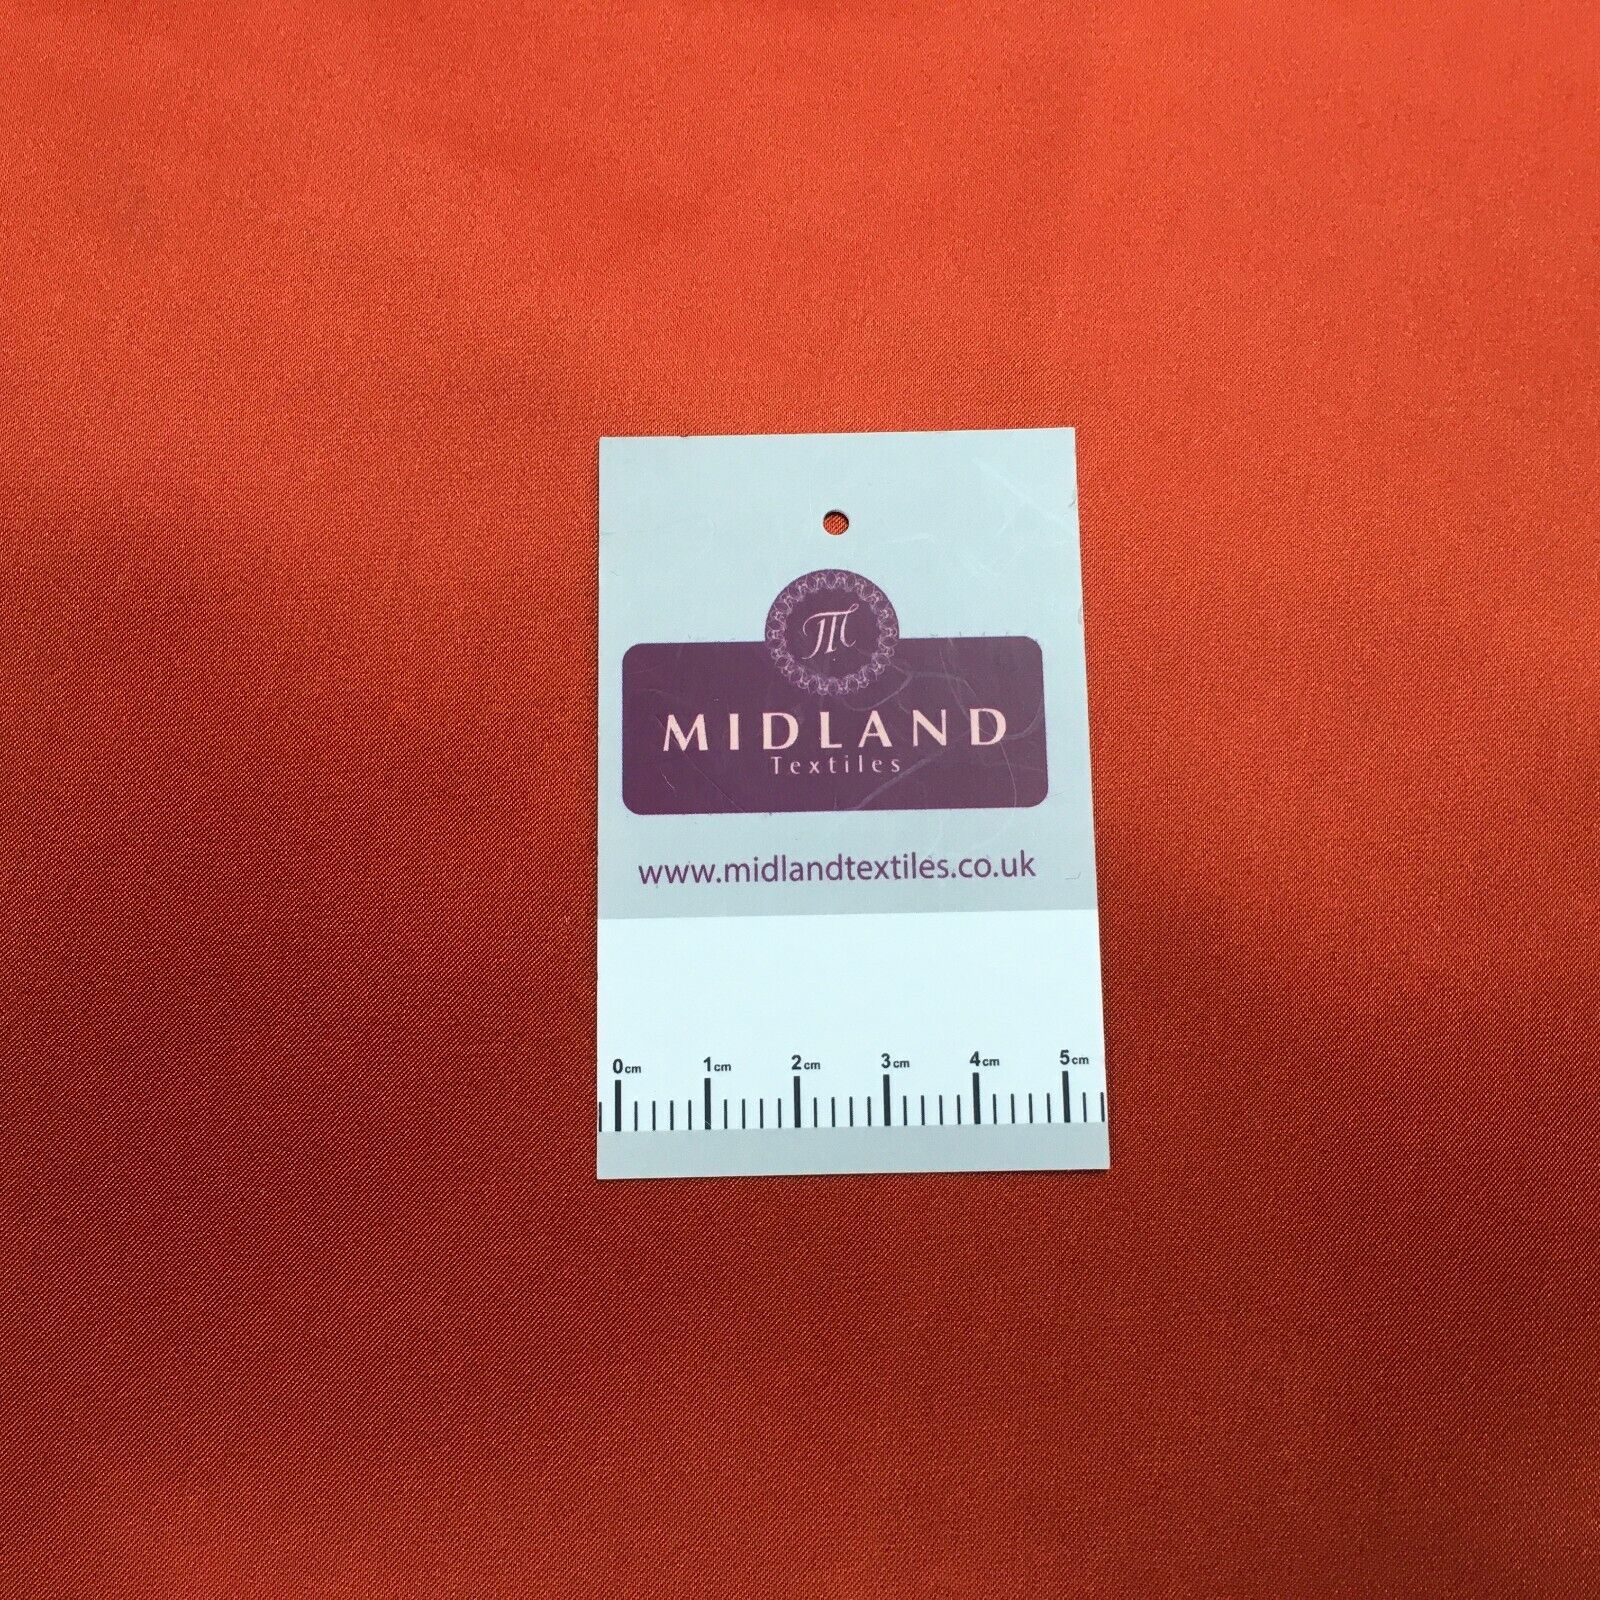 M
MIDLAND
Textiles
www.midlandtextiles.co.uk
0cm 1cm 2cm 3cm 4cm 5cm